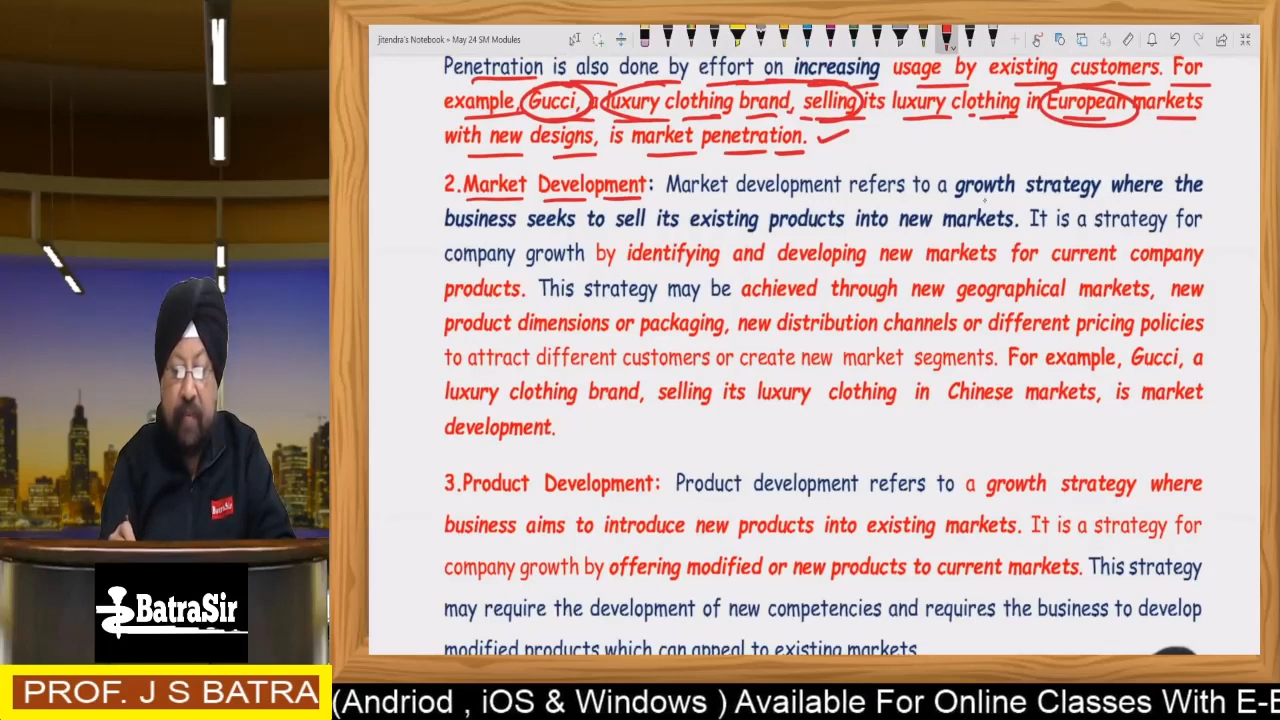 jitendra's Notebook » May 24 SM Modules
Penetration is also done by effort on increasing usage by existing customers. For
example, Gucci, a luxury clothing brand, selling its luxury clothing in European markets
with new designs, is market penetration.
2.Market Development: Market development refers to a growth strategy where the
business seeks to sell its existing products into new markets. It is a strategy for
company growth by identifying and developing new markets for current company
products. This strategy may be achieved through new geographical markets, new
product dimensions or packaging, new distribution channels or different pricing policies
to attract different customers or create new market segments. For example, Gucci, a
luxury clothing brand, selling its luxury clothing in Chinese markets, is market
development.
3.Product Development: Product development refers to a growth strategy where
business aims to introduce new products into existing markets. It is a strategy for
company growth by offering modified or new products to current markets. This strategy
may require the development of new competencies and requires the business to develop
modified products which can appeal to existing markets.
BatraSir
BatraSir
PROF. J S BATRA
(Andriod , iOS & Windows ) Available For Online Classes With E-B